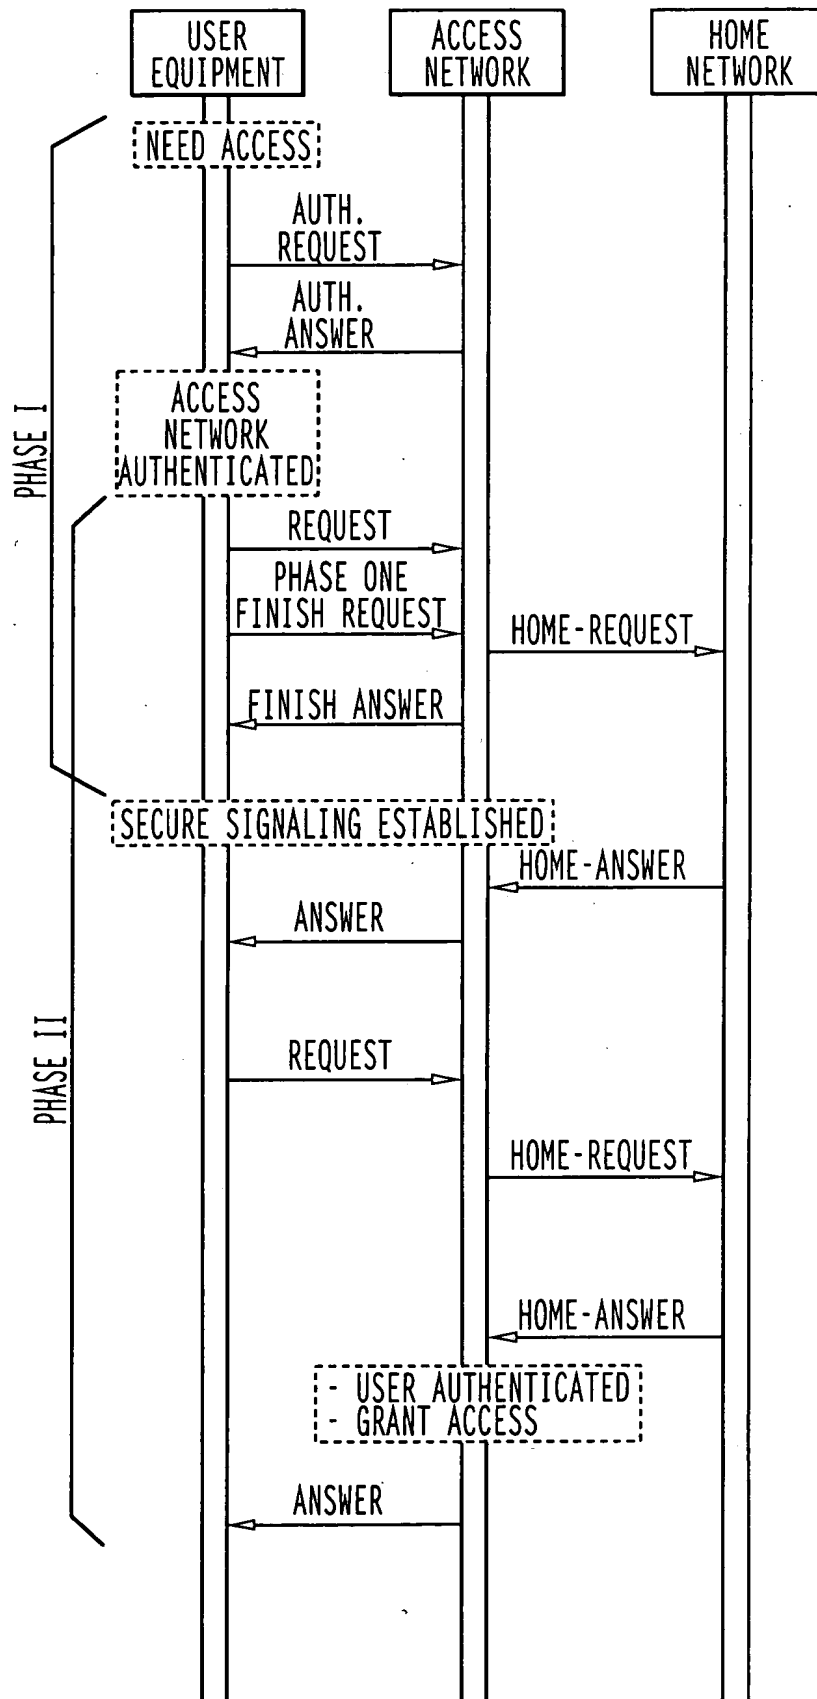 USER
EQUIPMENT
ACCESS
NETWORK
HOME
NETWORK
NEED ACCESS
AUTH.
REQUEST
AUTH.
ANSWER
ACCESS
NETWORK
AUTHENTICATED
PHASE I
REQUEST
PHASE ONE
FINISH REQUEST
HOME-REQUEST
FINISH ANSWER
SECURE SIGNALING ESTABLISHED
HOME-ANSWER
ANSWER
PHASE II
REQUEST
HOME-REQUEST
HOME-ANSWER
- USER AUTHENTICATED
- GRANT ACCESS
ANSWER